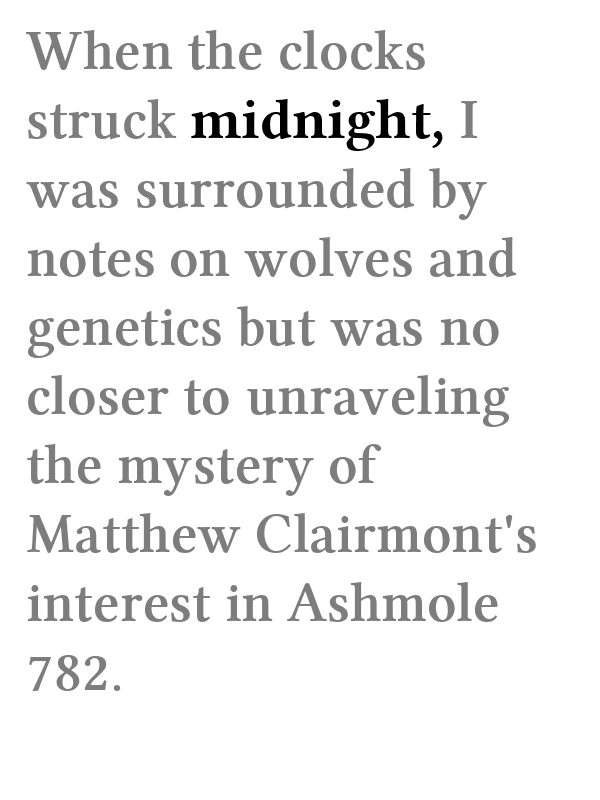 When the clocks
struck midnight, I
was surrounded by
notes on wolves and
genetics but was no
closer to unraveling
the mystery of
Matthew Clairmont's
interest in Ashmole
782.